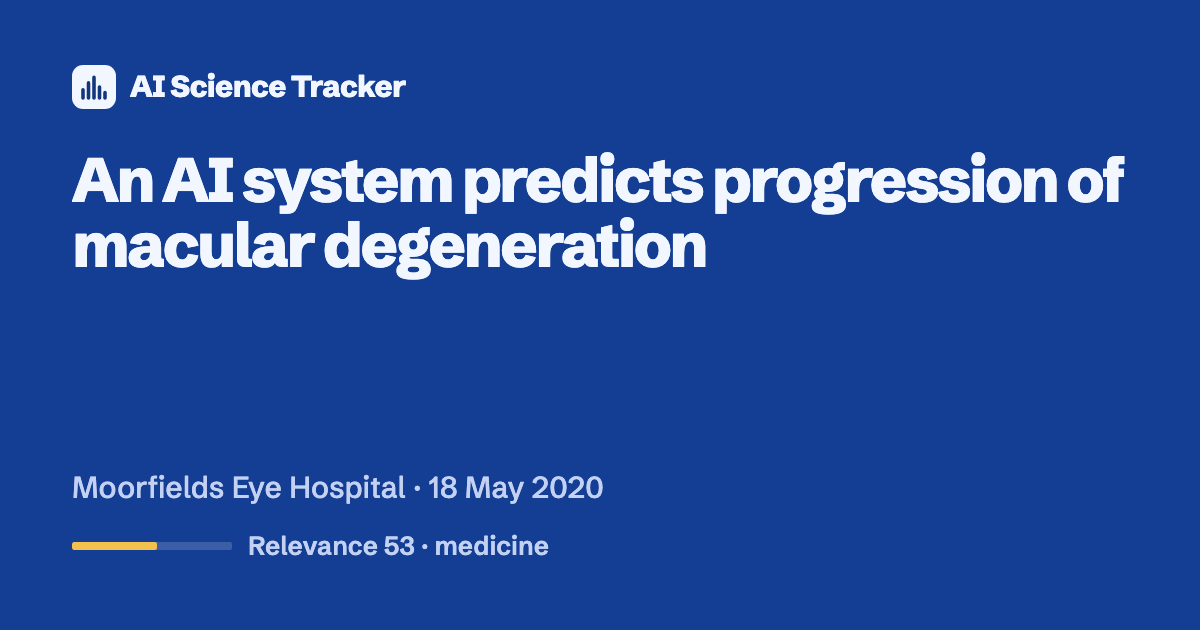 AI Science Tracker
An AI system predicts progression of
macular degeneration
Moorfields Eye Hospital · 18 May 2020
Relevance 53 · medicine